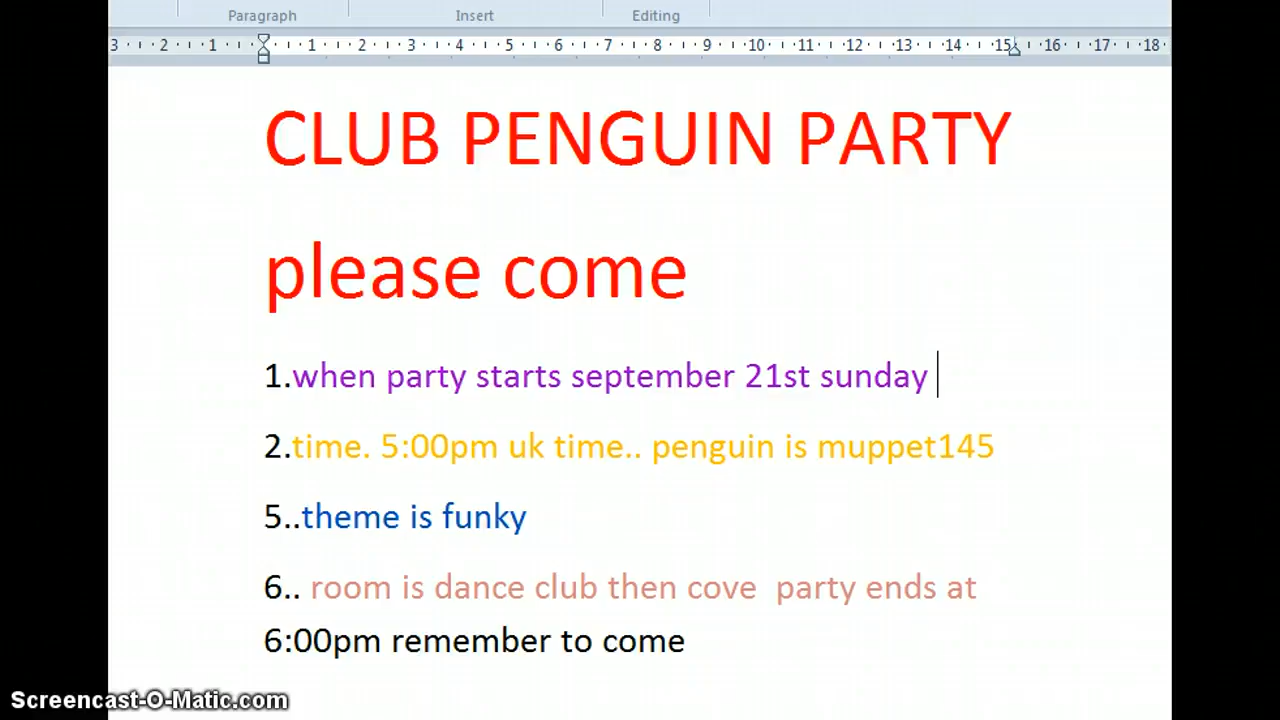 Paragraph Insert Editing
3 2 1 1 2 3 4 5 6 7 8 9 10 11 12 13 14 15 16 17 18
CLUB PENGUIN PARTY
please come
1.when party starts september 21st sunday
2.time. 5:00pm uk time.. penguin is muppet145
5..theme is funky
6.. room is dance club then cove  party ends at
6:00pm remember to come
Screencast-O-Matic.com